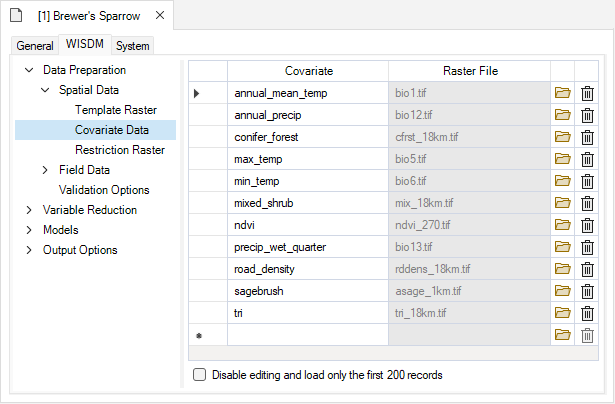 [1] Brewer's Sparrow
General WISDM System
Data Preparation
Spatial Data
Template Raster
Covariate Data
Restriction Raster
Field Data
Validation Options
Variable Reduction
Models
Output Options
Covariate Raster File
annual_mean_temp bio1.tif
annual_precip bio12.tif
conifer_forest cfrst_18km.tif
max_temp bio5.tif
min_temp bio6.tif
mixed_shrub mix_18km.tif
ndvi ndvi_270.tif
precip_wet_quarter bio13.tif
road_density rddens_18km.tif
sagebrush asage_1km.tif
tri tri_18km.tif
Disable editing and load only the first 200 records